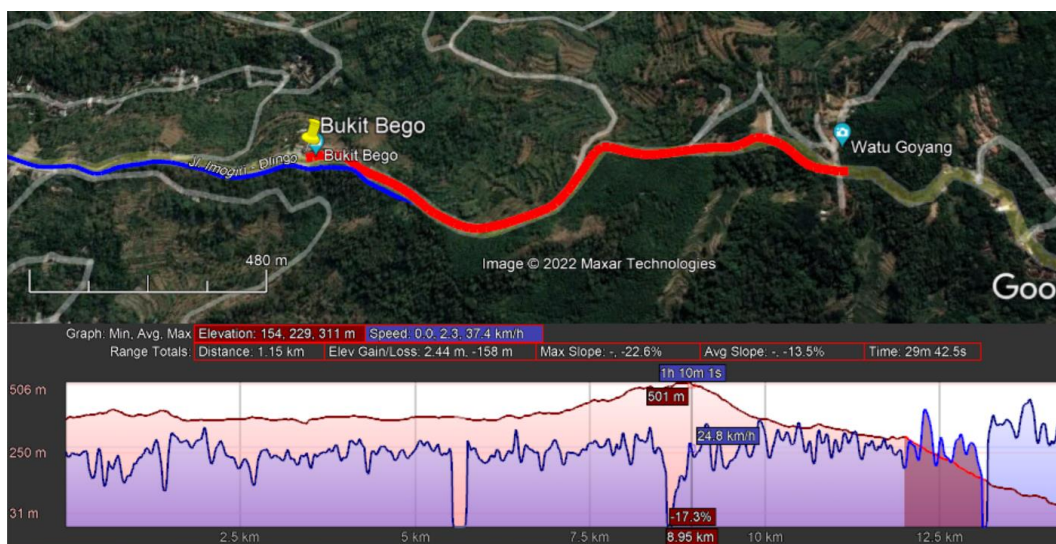 Bukit Bego
Bukit Bego
Jl. Imogiri - Dlingo
Watu Goyang
480 m
Image © 2022 Maxar Technologies
Goo
Graph: Min, Avg, Max Elevation: 154, 229, 311 m Speed: 0.0, 2.3, 37.4 km/h
Range Totals: Distance: 1.15 km Elev Gain/Loss: 2.44 m, -158 m Max Slope: -, -22.6% Avg Slope: -, -13.5% Time: 29m 42.5s
1h 10m 1s
506 m
501 m
24.8 km/h
250 m
31 m
-17.3%
2.5 km 5 km 7.5 km 8.95 km 10 km 12.5 km